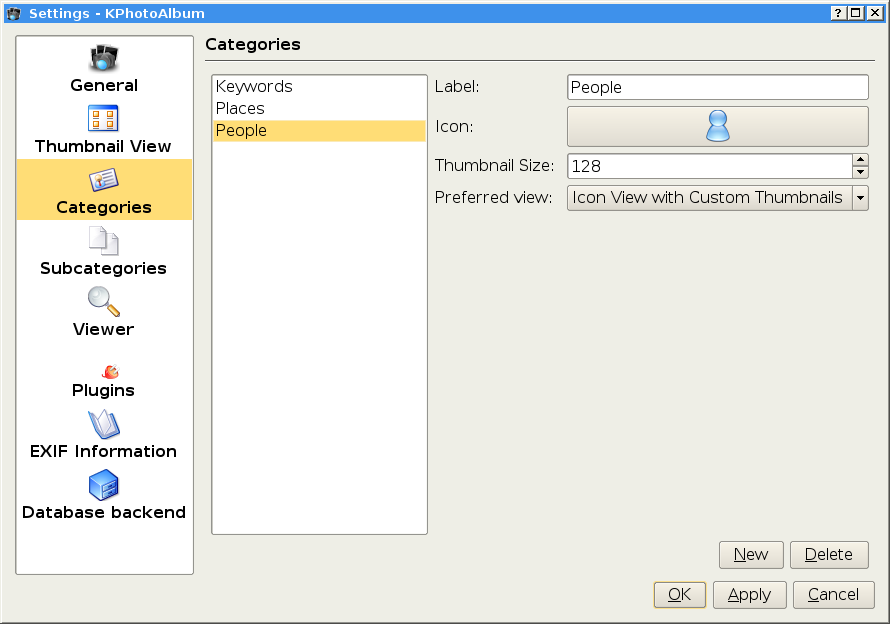 Settings - KPhotoAlbum
General
Thumbnail View
Categories
Subcategories
Viewer
Plugins
EXIF Information
Database backend
Categories
Keywords
Places
People
Label: People
Icon:
Thumbnail Size: 128
Preferred view: Icon View with Custom Thumbnails
New Delete
OK Apply Cancel